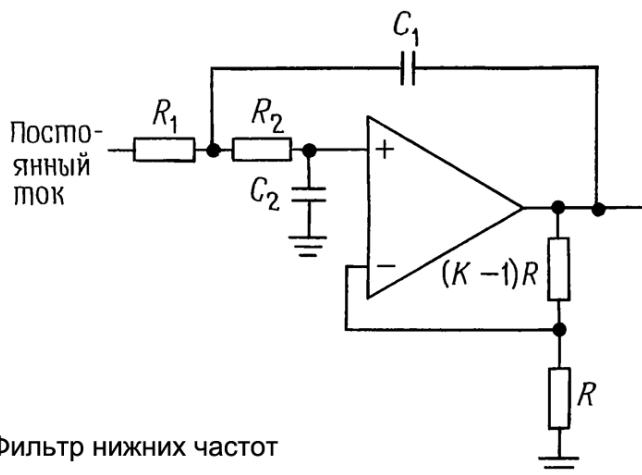 C₁
R₁
R₂
Посто-
янный
ток
C₂
+
−
(K −1)R
R
Фильтр нижних частот